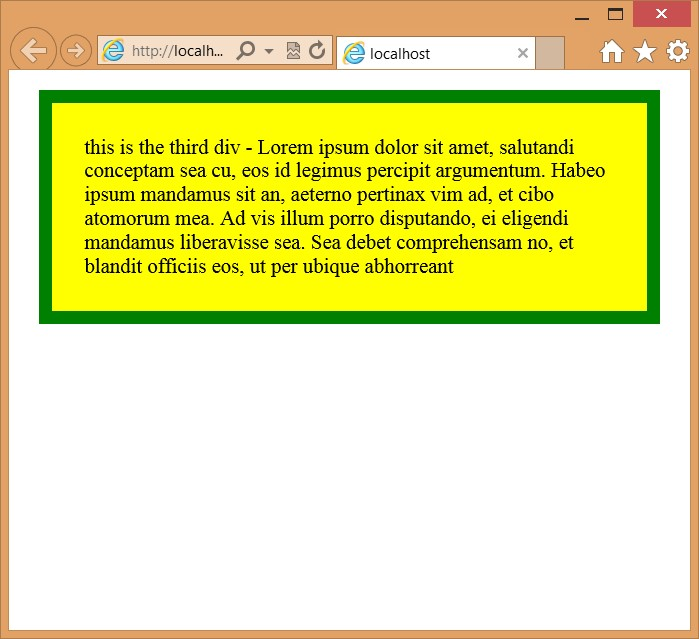 http://localh...
localhost
this is the third div - Lorem ipsum dolor sit amet, salutandi
conceptam sea cu, eos id legimus percipit argumentum. Habeo
ipsum mandamus sit an, aeterno pertinax vim ad, et cibo
atomorum mea. Ad vis illum porro disputando, ei eligendi
mandamus liberavisse sea. Sea debet comprehensam no, et
blandit officiis eos, ut per ubique abhorreant